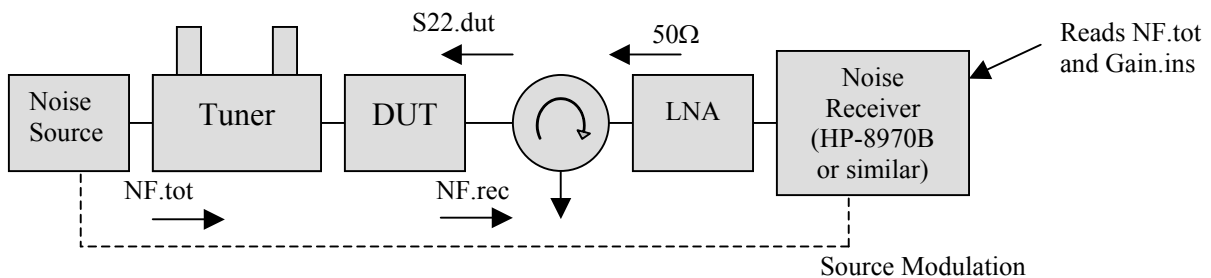 S22.dut
50Ω
Reads NF.tot
and Gain.ins
Noise
Source
Tuner
DUT
LNA
Noise
Receiver
(HP-8970B
or similar)
NF.tot
NF.rec
Source Modulation